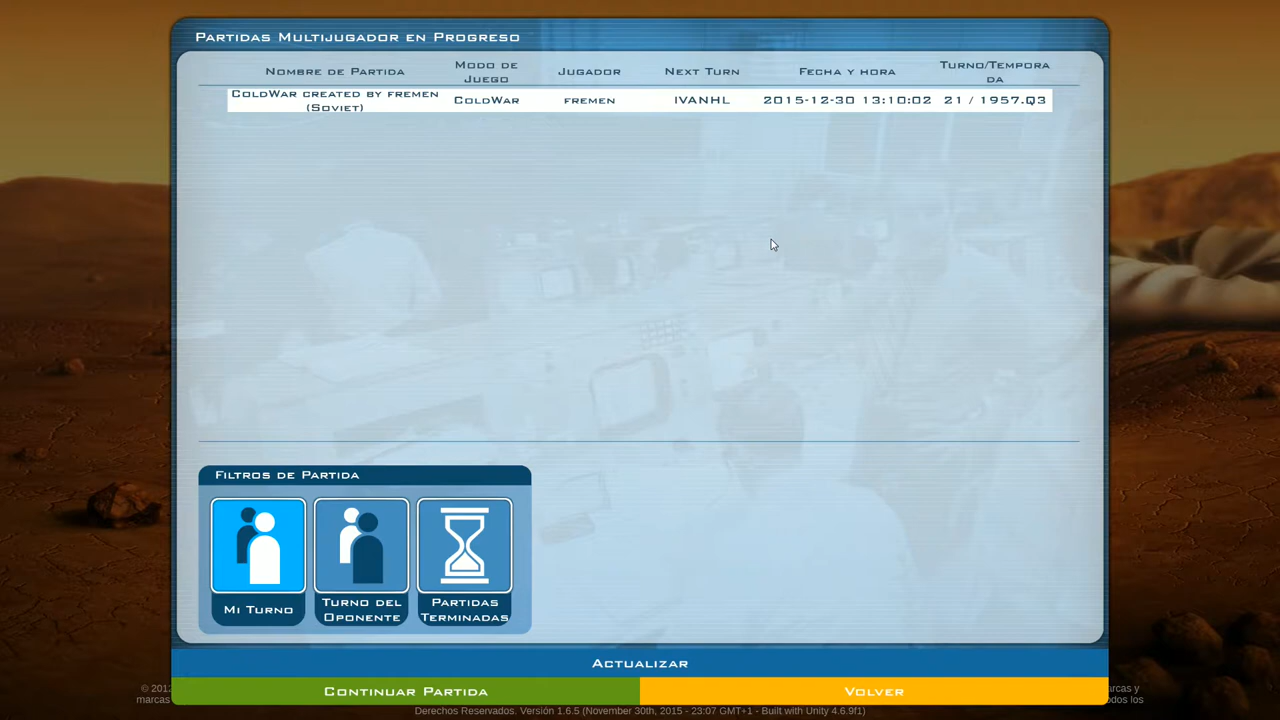 Partidas Multijugador en Progreso
Nombre de Partida
Modo de
Juego
Jugador
Next Turn
Fecha y hora
Turno/Tempora
da
ColdWar created by fremen
(Soviet)
ColdWar
fremen
IVANHL
2015-12-30 13:10:02
21 / 1957.Q3
Filtros de Partida
Mi Turno
Turno del
Oponente
Partidas
Terminadas
Actualizar
Continuar Partida
Volver
© 201
marcas y
marcas
Derechos Reservados. Versión 1.6.5 (November 30th, 2015 - 23:07 GMT+1 - Built with Unity 4.6.9f1)